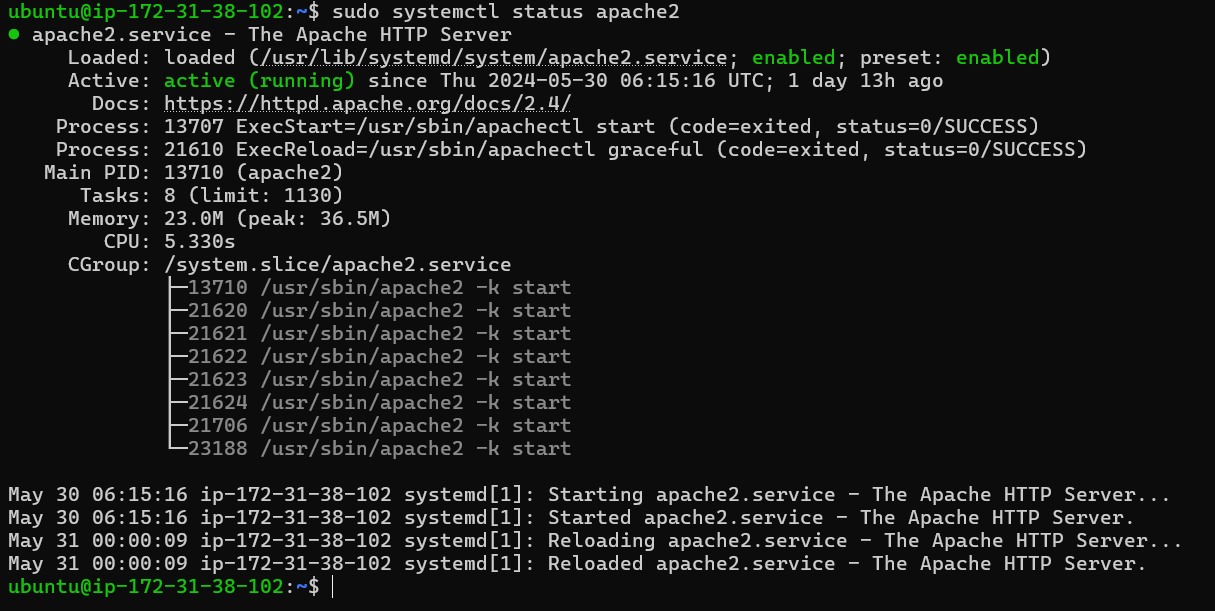 ubuntu@ip-172-31-38-102:~$ sudo systemctl status apache2
● apache2.service - The Apache HTTP Server
     Loaded: loaded (/usr/lib/systemd/system/apache2.service; enabled; preset: enabled)
     Active: active (running) since Thu 2024-05-30 06:15:16 UTC; 1 day 13h ago
       Docs: https://httpd.apache.org/docs/2.4/
    Process: 13707 ExecStart=/usr/sbin/apachectl start (code=exited, status=0/SUCCESS)
    Process: 21610 ExecReload=/usr/sbin/apachectl graceful (code=exited, status=0/SUCCESS)
   Main PID: 13710 (apache2)
      Tasks: 8 (limit: 1130)
     Memory: 23.0M (peak: 36.5M)
        CPU: 5.330s
     CGroup: /system.slice/apache2.service
             ├─13710 /usr/sbin/apache2 -k start
             ├─21620 /usr/sbin/apache2 -k start
             ├─21621 /usr/sbin/apache2 -k start
             ├─21622 /usr/sbin/apache2 -k start
             ├─21623 /usr/sbin/apache2 -k start
             ├─21624 /usr/sbin/apache2 -k start
             ├─21706 /usr/sbin/apache2 -k start
             └─23188 /usr/sbin/apache2 -k start

May 30 06:15:16 ip-172-31-38-102 systemd[1]: Starting apache2.service - The Apache HTTP Server...
May 30 06:15:16 ip-172-31-38-102 systemd[1]: Started apache2.service - The Apache HTTP Server.
May 31 00:00:09 ip-172-31-38-102 systemd[1]: Reloading apache2.service - The Apache HTTP Server...
May 31 00:00:09 ip-172-31-38-102 systemd[1]: Reloaded apache2.service - The Apache HTTP Server.
ubuntu@ip-172-31-38-102:~$